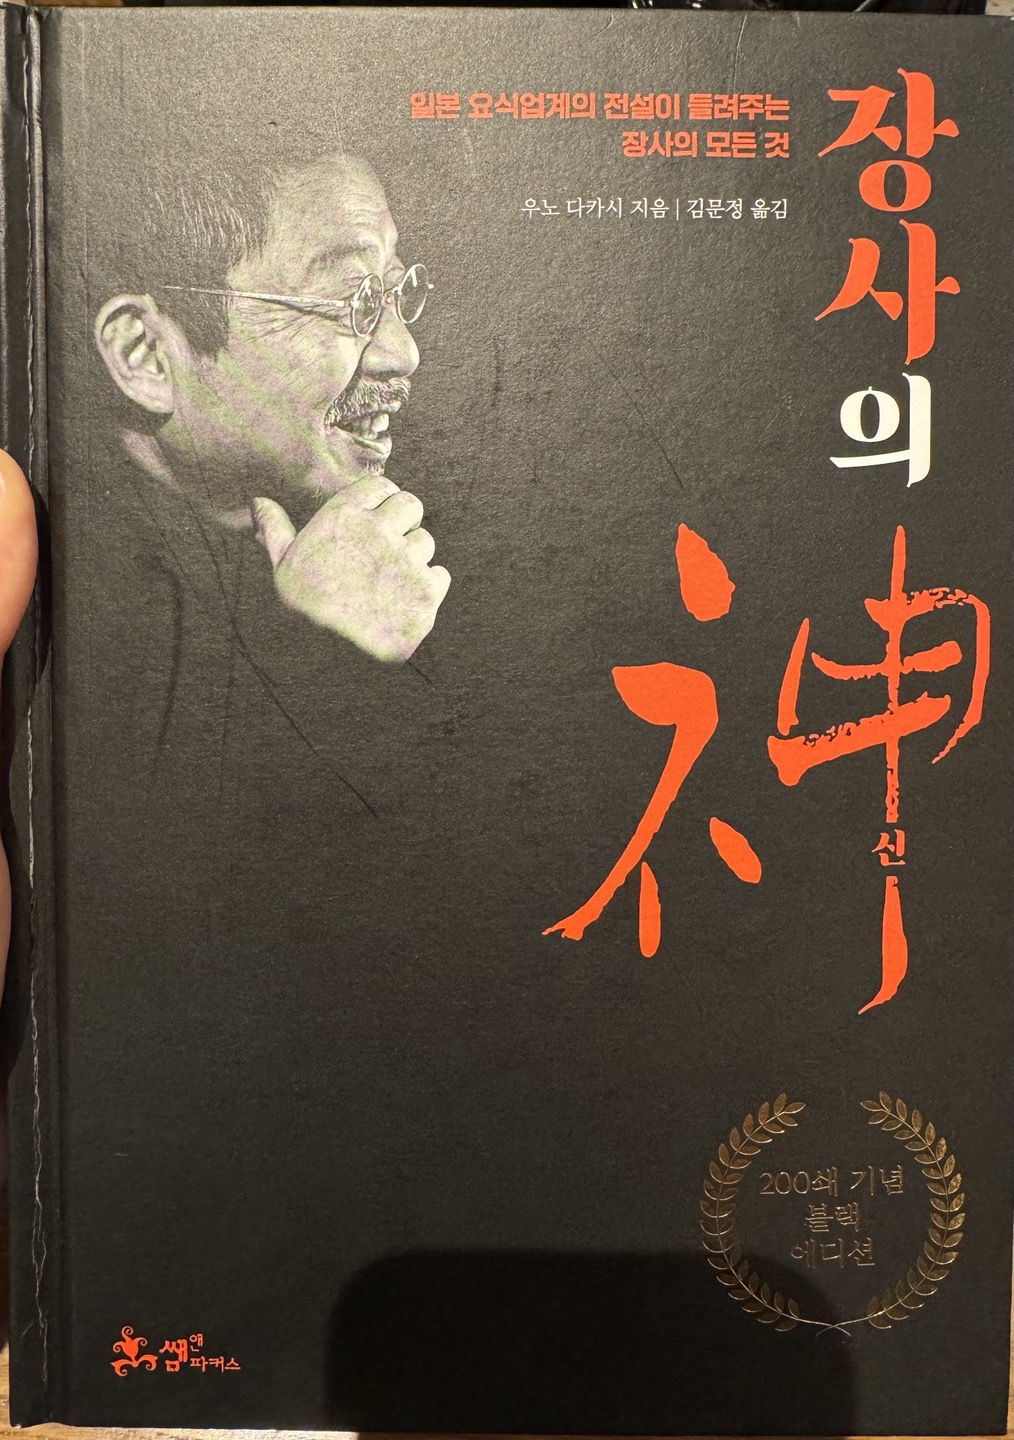 일본 요식업계의 전설이 들려주는
장사의 모든 것
우노 다카시 지음 | 김문정 옮김
장사의
神
신
200쇄 기념
블랙
에디션
쌤앤파커스